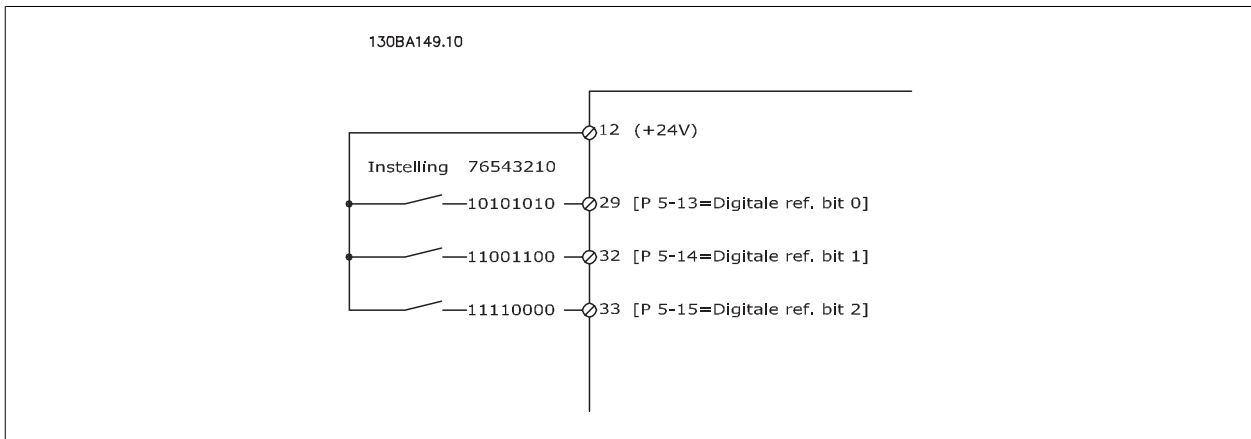 130BA149.10
12 (+24V)
Instelling 76543210
10101010 29 [P 5-13=Digitale ref. bit 0]
11001100 32 [P 5-14=Digitale ref. bit 1]
11110000 33 [P 5-15=Digitale ref. bit 2]